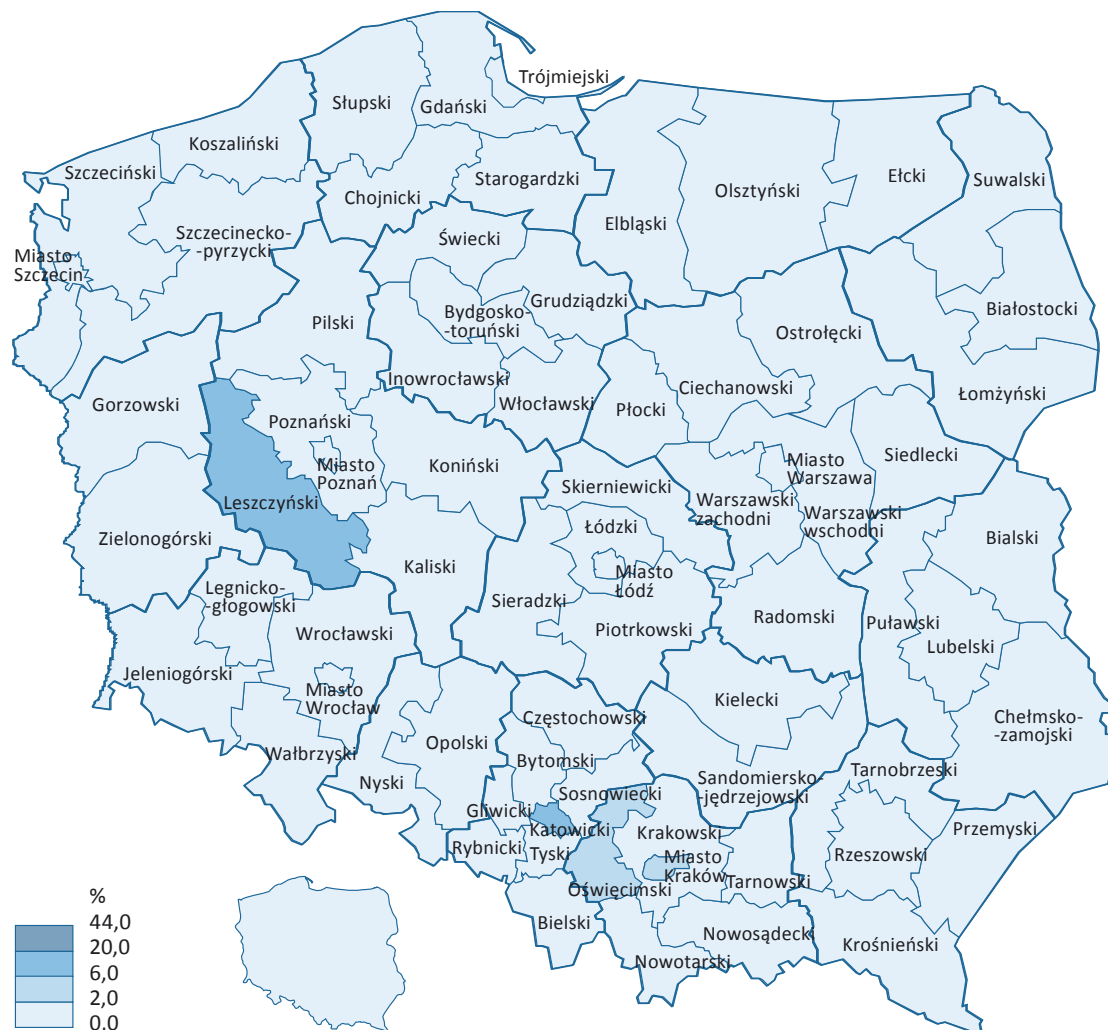 Trójmiejski
Słupski
Gdański
Koszaliński
Szczeciński
Starogardzki
Chojnicki
Olsztyński
Ełcki
Suwalski
Elbląski
Szczecinecko-
-pyrzycki
Świecki
Miasto
Szczecin
Grudziądzki
Bydgosko-
toruński
Białostocki
Pilski
Ostrołęcki
Inowrocławski
Ciechanowski
Łomżyński
Gorzowski
Włocławski
Płocki
Poznański
Siedlecki
Miasto
Poznań
Koniński
Miasto
Warszawa
Skierniewicki
Leszczyński
Warszawski
zachodni
Łódzki
Warszawski
wschodni
Zielonogórski
Bialski
Kaliski
Miasto
Łódź
Legnicko-
-głogowski
Sieradzki
Radomski
Puławski
Wrocławski
Piotrkowski
Lubelski
Jeleniogórski
Miasto
Wrocław
Kielecki
Częstochowski
Chełmsko-
-zamojski
Opolski
Wałbrzyski
Bytomski
Tarnobrzeski
Nyski
Sandomiersko-
-jędrzejowski
Sosnowiecki
Gliwicki
Katowicki
Krakowski
Przemyski
Rybnicki
Tyski
Miasto
Kraków
Rzeszowski
Oświęcimski
Tarnowski
Bielski
Nowosądecki
Krośnieński
Nowotarski
%
44,0
20,0
6,0
2,0
0,0